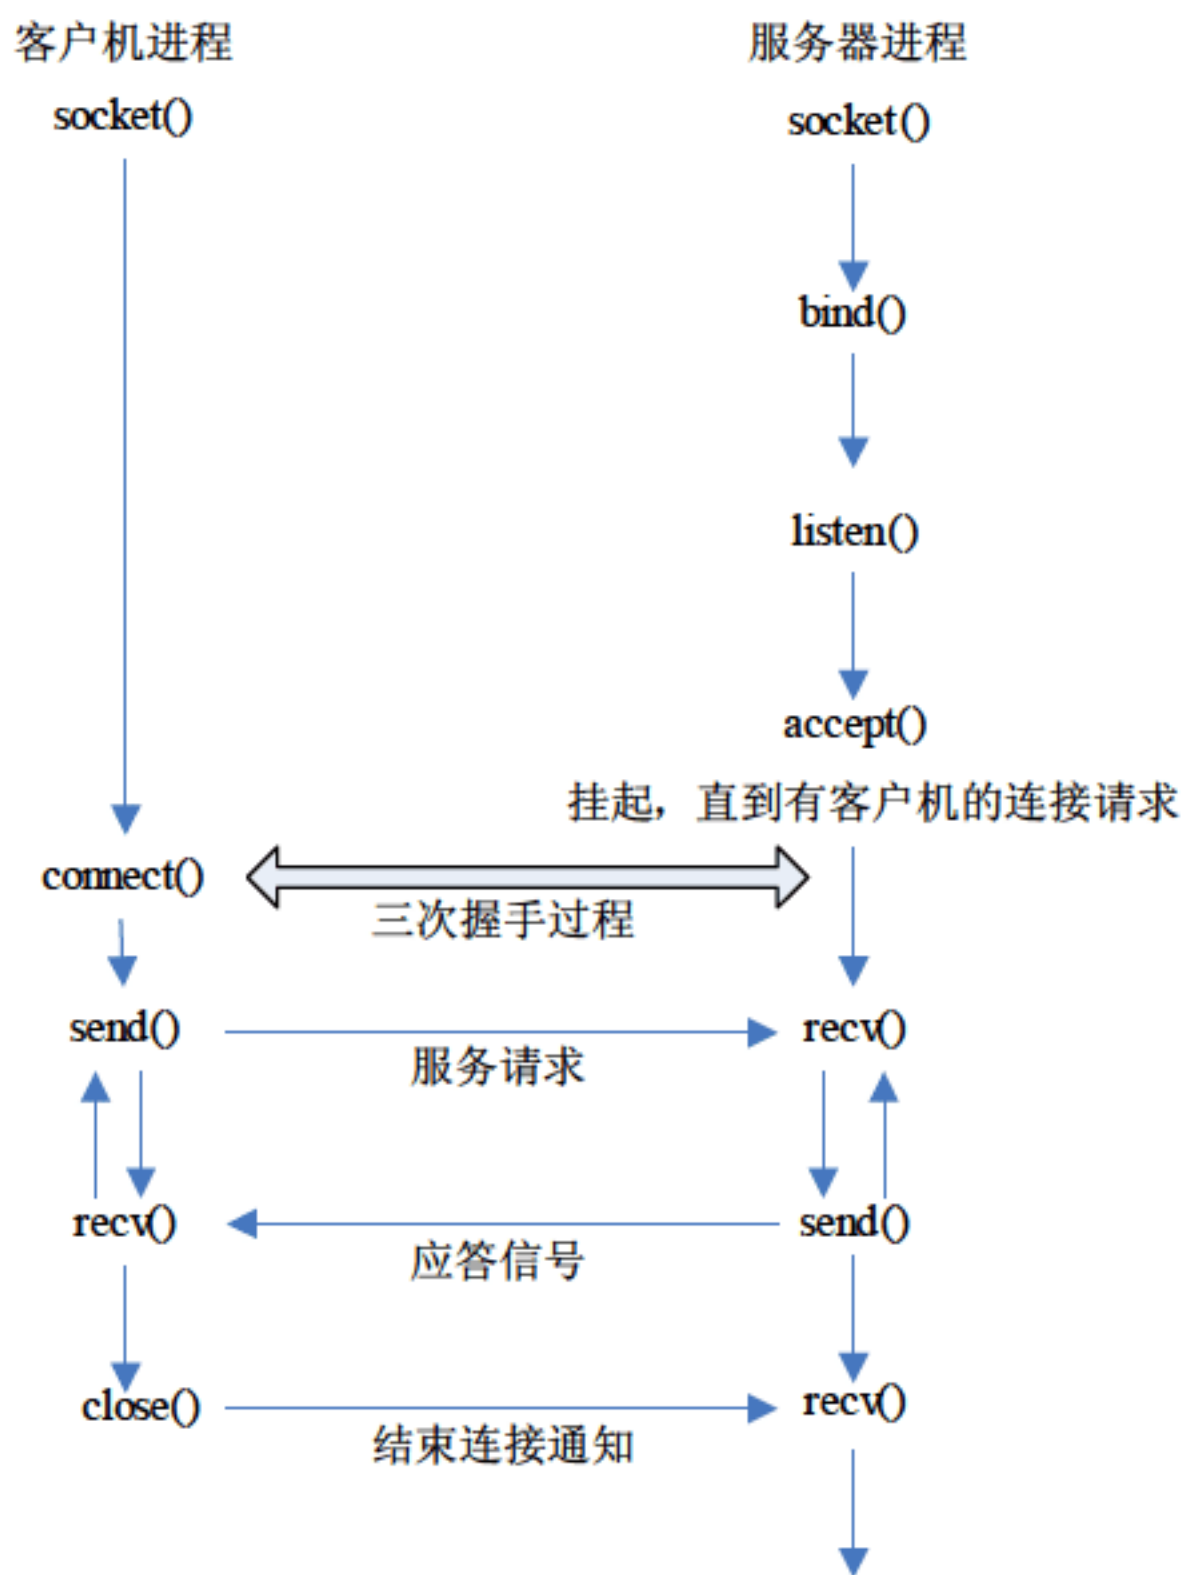 客户机进程
服务器进程
socket()
socket()
bind()
listen()
accept()
挂起，直到有客户机的连接请求
connect()
三次握手过程
send()
recv()
服务请求
recv()
send()
应答信号
close()
recv()
结束连接通知